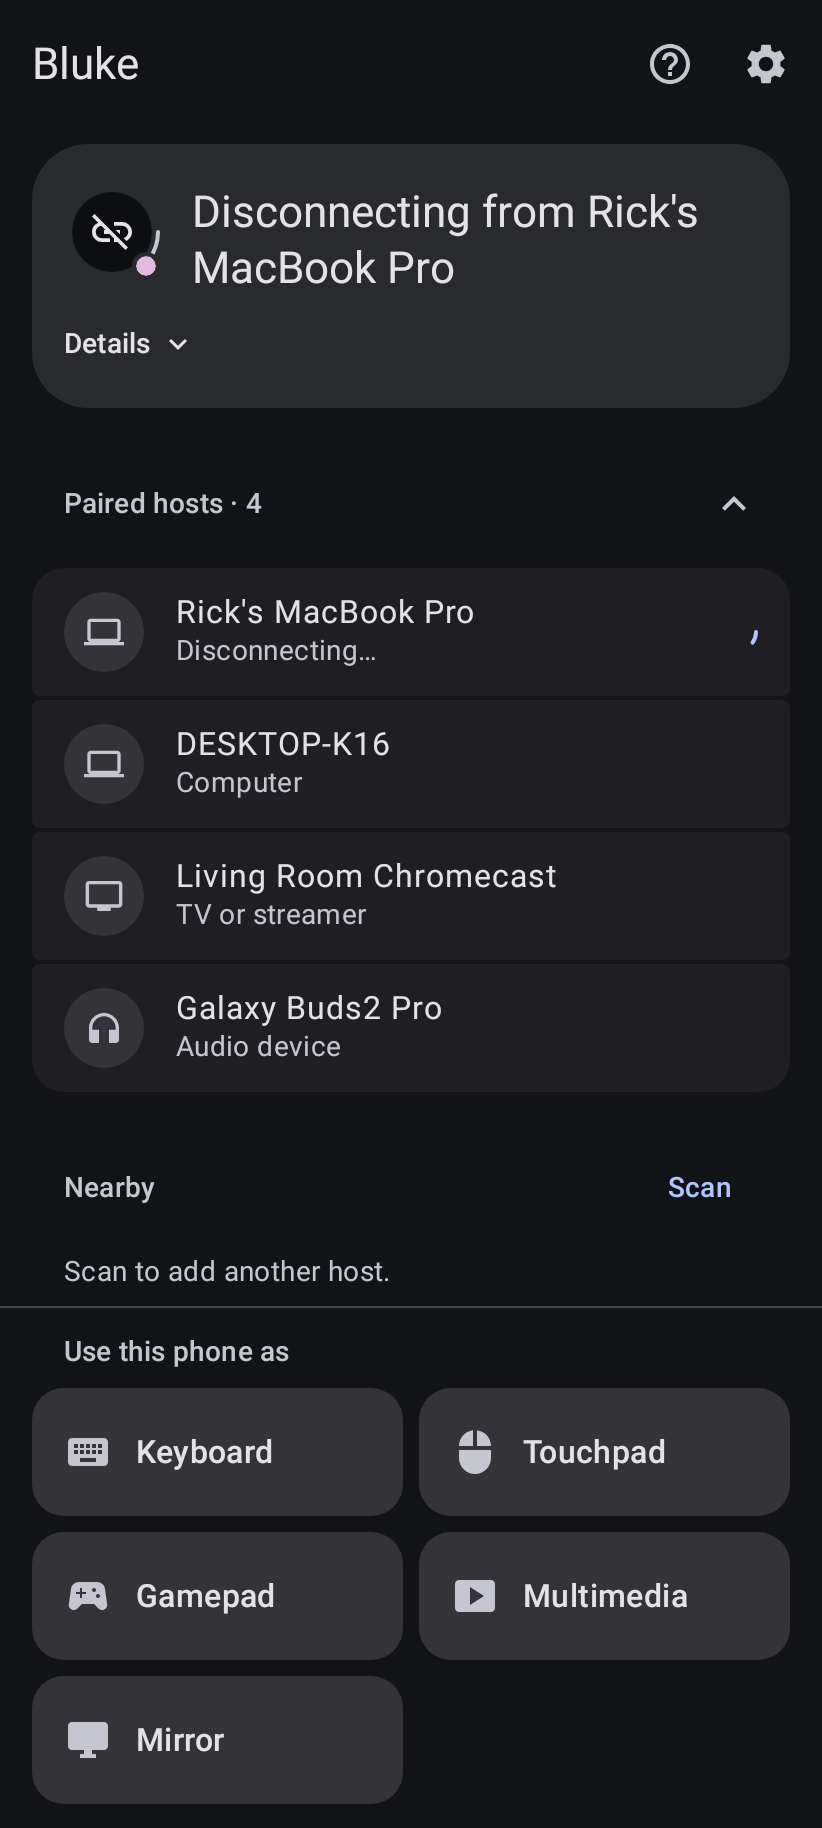 Bluke
Disconnecting from Rick's
MacBook Pro
Details
Paired hosts · 4
Rick's MacBook Pro
Disconnecting…
DESKTOP-K16
Computer
Living Room Chromecast
TV or streamer
Galaxy Buds2 Pro
Audio device
Nearby
Scan
Scan to add another host.
Use this phone as
Keyboard
Touchpad
Gamepad
Multimedia
Mirror